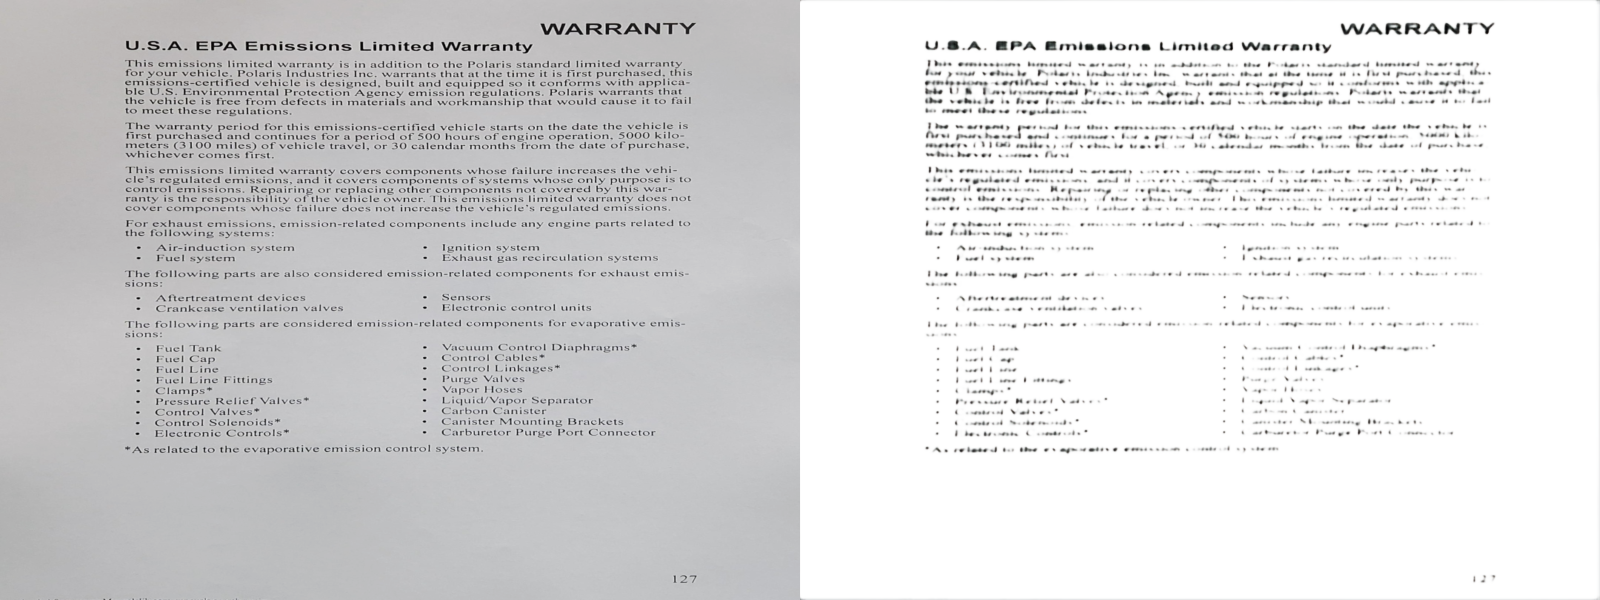 WARRANTY
U.S.A. EPA Emissions Limited Warranty
This emissions limited warranty is in addition to the Polaris standard limited warranty
for your vehicle. Polaris Industries Inc. warrants that at the time it is first purchased, this
emissions-certified vehicle is designed, built and equipped so it conforms with applica-
ble U.S. Environmental Protection Agency emission regulations. Polaris warrants that
the vehicle is free from defects in materials and workmanship that would cause it to fail
to meet these regulations.
The warranty period for this emissions-certified vehicle starts on the date the vehicle is
first purchased and continues for a period of 500 hours of engine operation, 5000 kilo-
meters (3100 miles) of vehicle travel, or 30 calendar months from the date of purchase,
whichever comes first.
This emissions limited warranty covers components whose failure increases the vehi-
cle's regulated emissions, and it covers components of systems whose only purpose is to
control emissions. Repairing or replacing other components not covered by this war-
ranty is the responsibility of the vehicle owner. This emissions limited warranty does not
cover components whose failure does not increase the vehicle's regulated emissions.
For exhaust emissions, emission-related components include any engine parts related to
the following systems:
• Air-induction system
• Fuel system
• Ignition system
• Exhaust gas recirculation systems
The following parts are also considered emission-related components for exhaust emis-
sions:
• Aftertreatment devices
• Crankcase ventilation valves
• Sensors
• Electronic control units
The following parts are considered emission-related components for evaporative emis-
sions:
• Fuel Tank
• Fuel Cap
• Fuel Line
• Fuel Line Fittings
• Clamps*
• Pressure Relief Valves*
• Control Valves*
• Control Solenoids*
• Electronic Controls*
• Vacuum Control Diaphragms*
• Control Cables*
• Control Linkages*
• Purge Valves
• Vapor Hoses
• Liquid/Vapor Separator
• Carbon Canister
• Canister Mounting Brackets
• Carburetor Purge Port Connector
*As related to the evaporative emission control system.
127